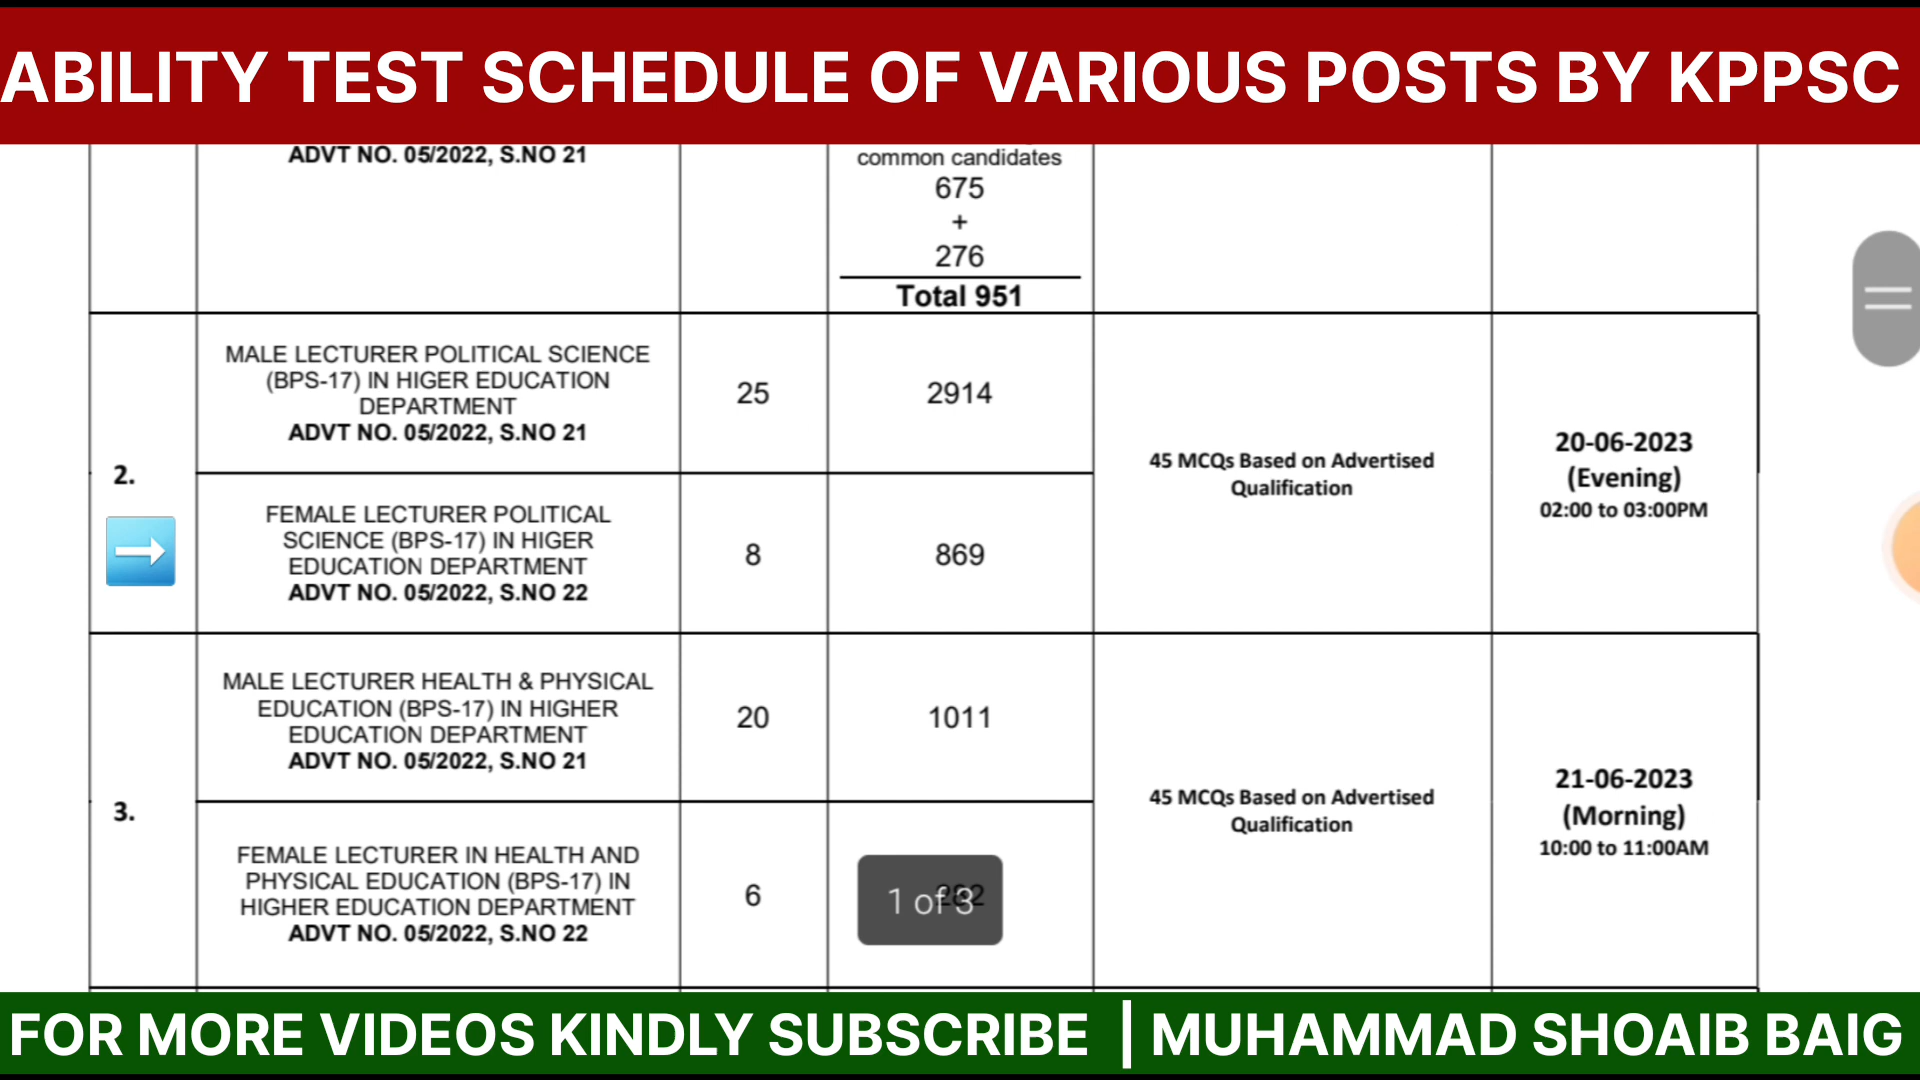 ABILITY TEST SCHEDULE OF VARIOUS POSTS BY KPPSC
ADVT NO. 05/2022, S.NO 21
common candidates
675
+
276
Total 951
2.
MALE LECTURER POLITICAL SCIENCE
(BPS-17) IN HIGER EDUCATION
DEPARTMENT
ADVT NO. 05/2022, S.NO 21
25
2914
FEMALE LECTURER POLITICAL
SCIENCE (BPS-17) IN HIGER
EDUCATION DEPARTMENT
ADVT NO. 05/2022, S.NO 22
8
869
45 MCQs Based on Advertised
Qualification
20-06-2023
(Evening)
02:00 to 03:00PM
3.
MALE LECTURER HEALTH & PHYSICAL
EDUCATION (BPS-17) IN HIGHER
EDUCATION DEPARTMENT
ADVT NO. 05/2022, S.NO 21
20
1011
FEMALE LECTURER IN HEALTH AND
PHYSICAL EDUCATION (BPS-17) IN
HIGHER EDUCATION DEPARTMENT
ADVT NO. 05/2022, S.NO 22
6
1 of 3
45 MCQs Based on Advertised
Qualification
21-06-2023
(Morning)
10:00 to 11:00AM
FOR MORE VIDEOS KINDLY SUBSCRIBE | MUHAMMAD SHOAIB BAIG